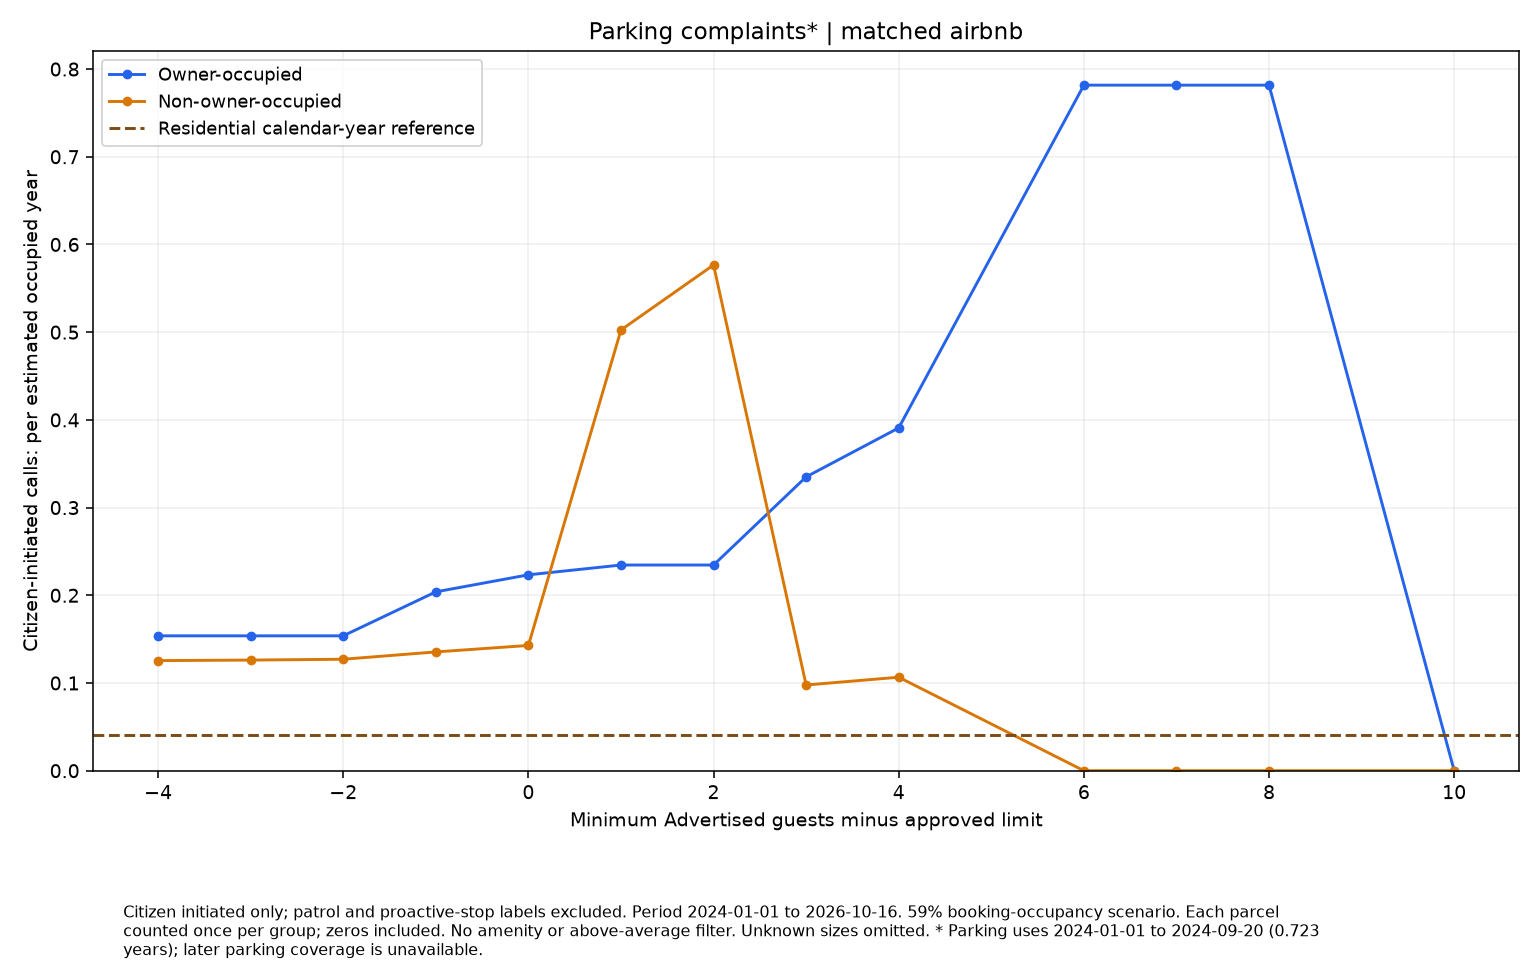 Parking complaints* | matched airbnb
Owner-occupied
Non-owner-occupied
Residential calendar-year reference
Citizen-initiated calls: per estimated occupied year
0.8
0.7
0.6
0.5
0.4
0.3
0.2
0.1
0.0
−4
−2
0
2
4
6
8
10
Minimum Advertised guests minus approved limit
Citizen initiated only; patrol and proactive-stop labels excluded. Period 2024-01-01 to 2026-10-16. 59% booking-occupancy scenario. Each parcel
counted once per group; zeros included. No amenity or above-average filter. Unknown sizes omitted. * Parking uses 2024-01-01 to 2024-09-20 (0.723
years); later parking coverage is unavailable.